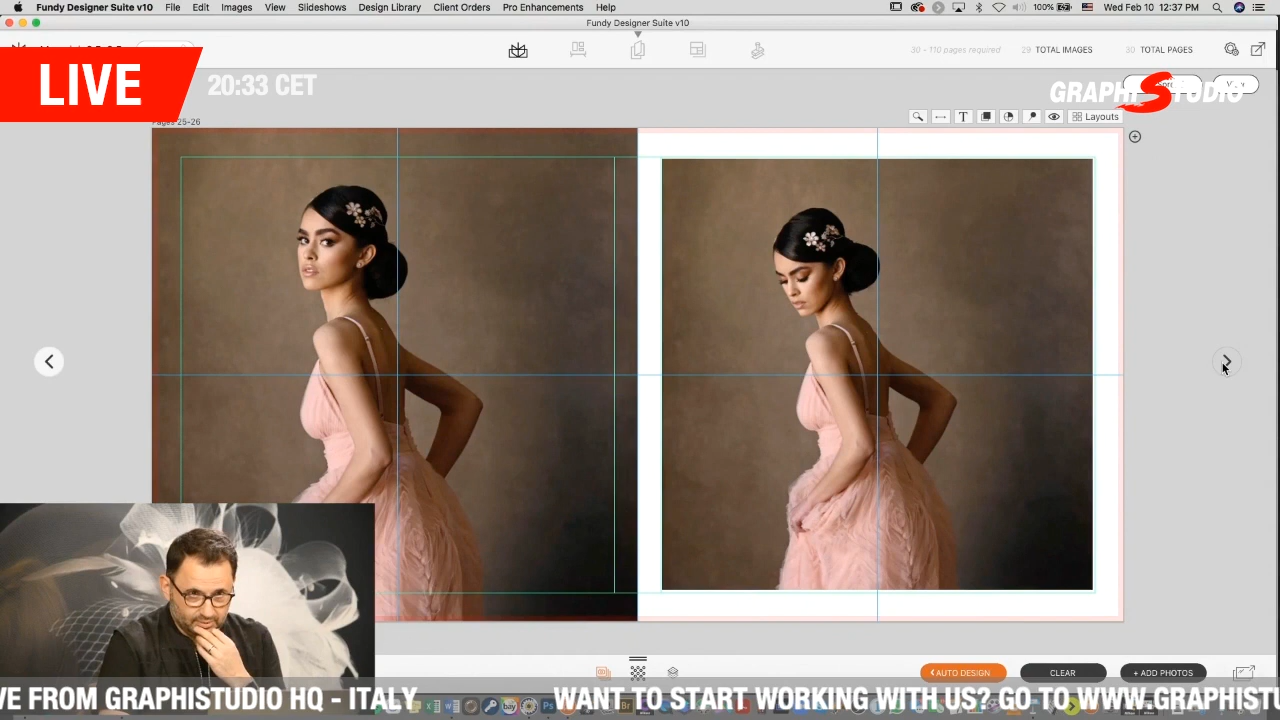 Fundy Designer Suite v10 File Edit Images View Slideshows Design Library Client Orders Pro Enhancements Help 100% Wed Feb 10 12:37 PM
Fundy Designer Suite v10
30 - 110 pages required 29 TOTAL IMAGES 30 TOTAL PAGES
LIVE
20:33 CET
GRAPHISTUDIO
Pages 25-26
T Layouts
AUTO DESIGN CLEAR + ADD PHOTOS
VE FROM GRAPHISTUDIO HQ - ITALY WANT TO START WORKING WITH US? GO TO WWW.GRAPHISTU